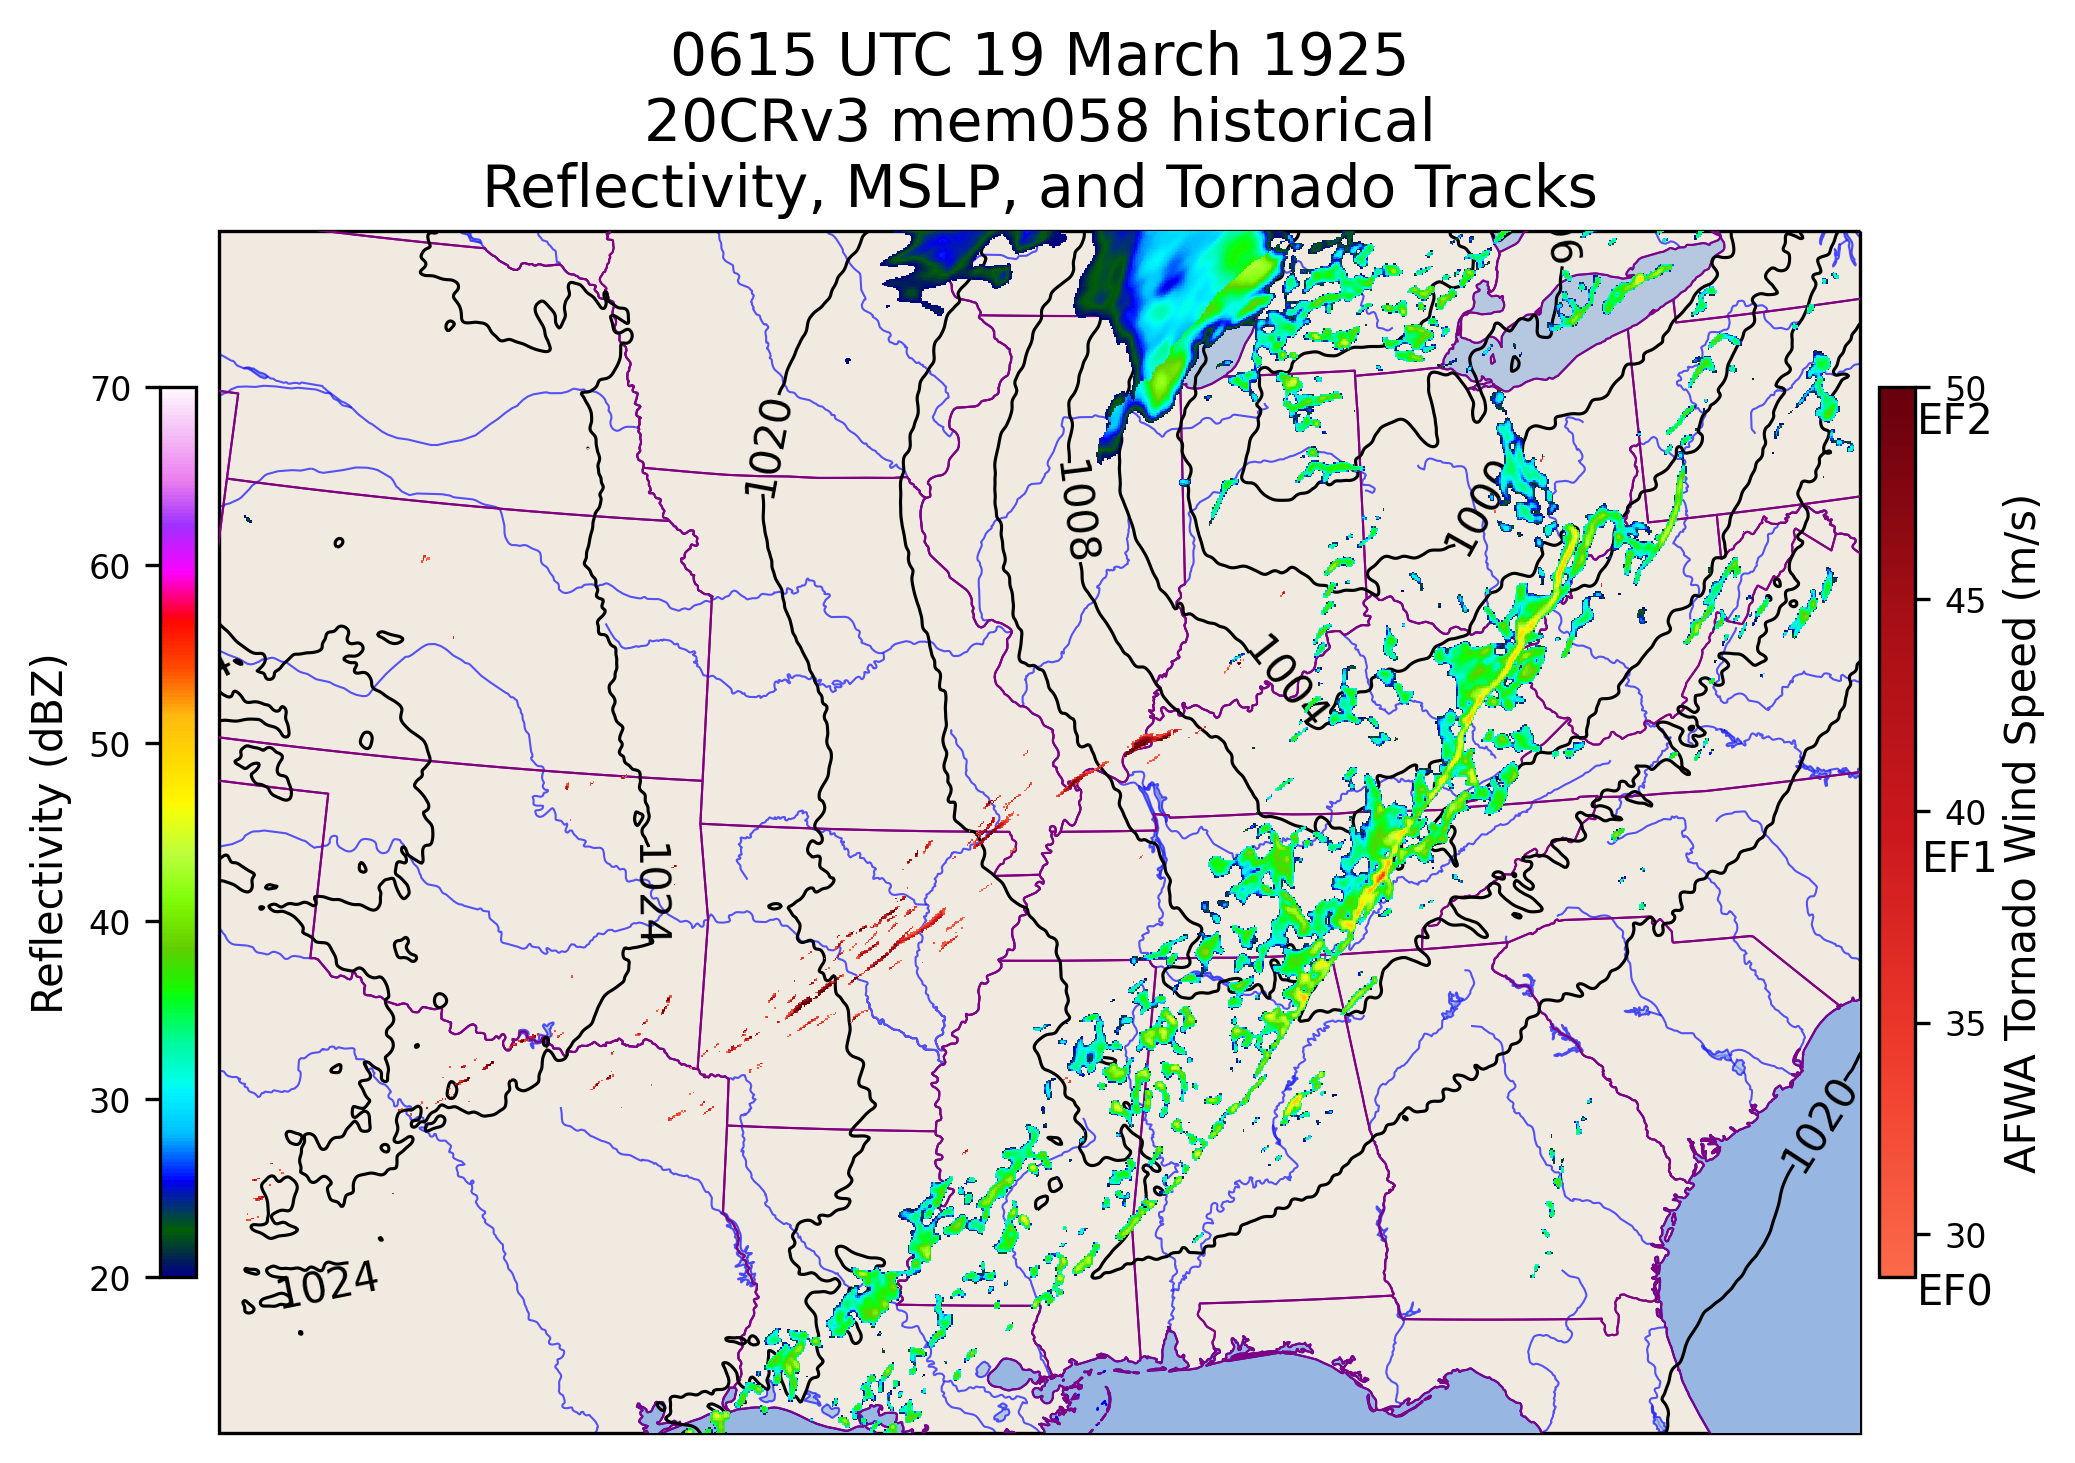 0615 UTC 19 March 1925
20CRv3 mem058 historical
Reflectivity, MSLP, and Tornado Tracks
70
60
50
40
30
20
Reflectivity (dBZ)
1020
1008
1000
1004
1024
1024
1020
50
EF2
45
40
EF1
35
30
EF0
AFWA Tornado Wind Speed (m/s)